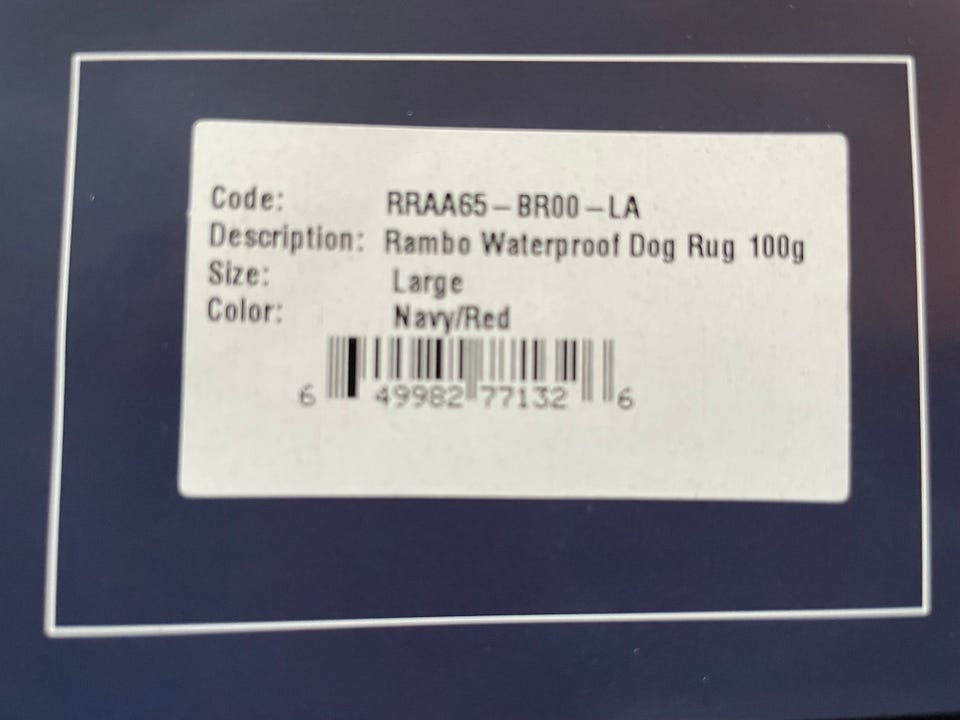 Code: RRAA65-BR00-LA
Description: Rambo Waterproof Dog Rug 100g
Size: Large
Color: Navy/Red
6 49982 77132 6